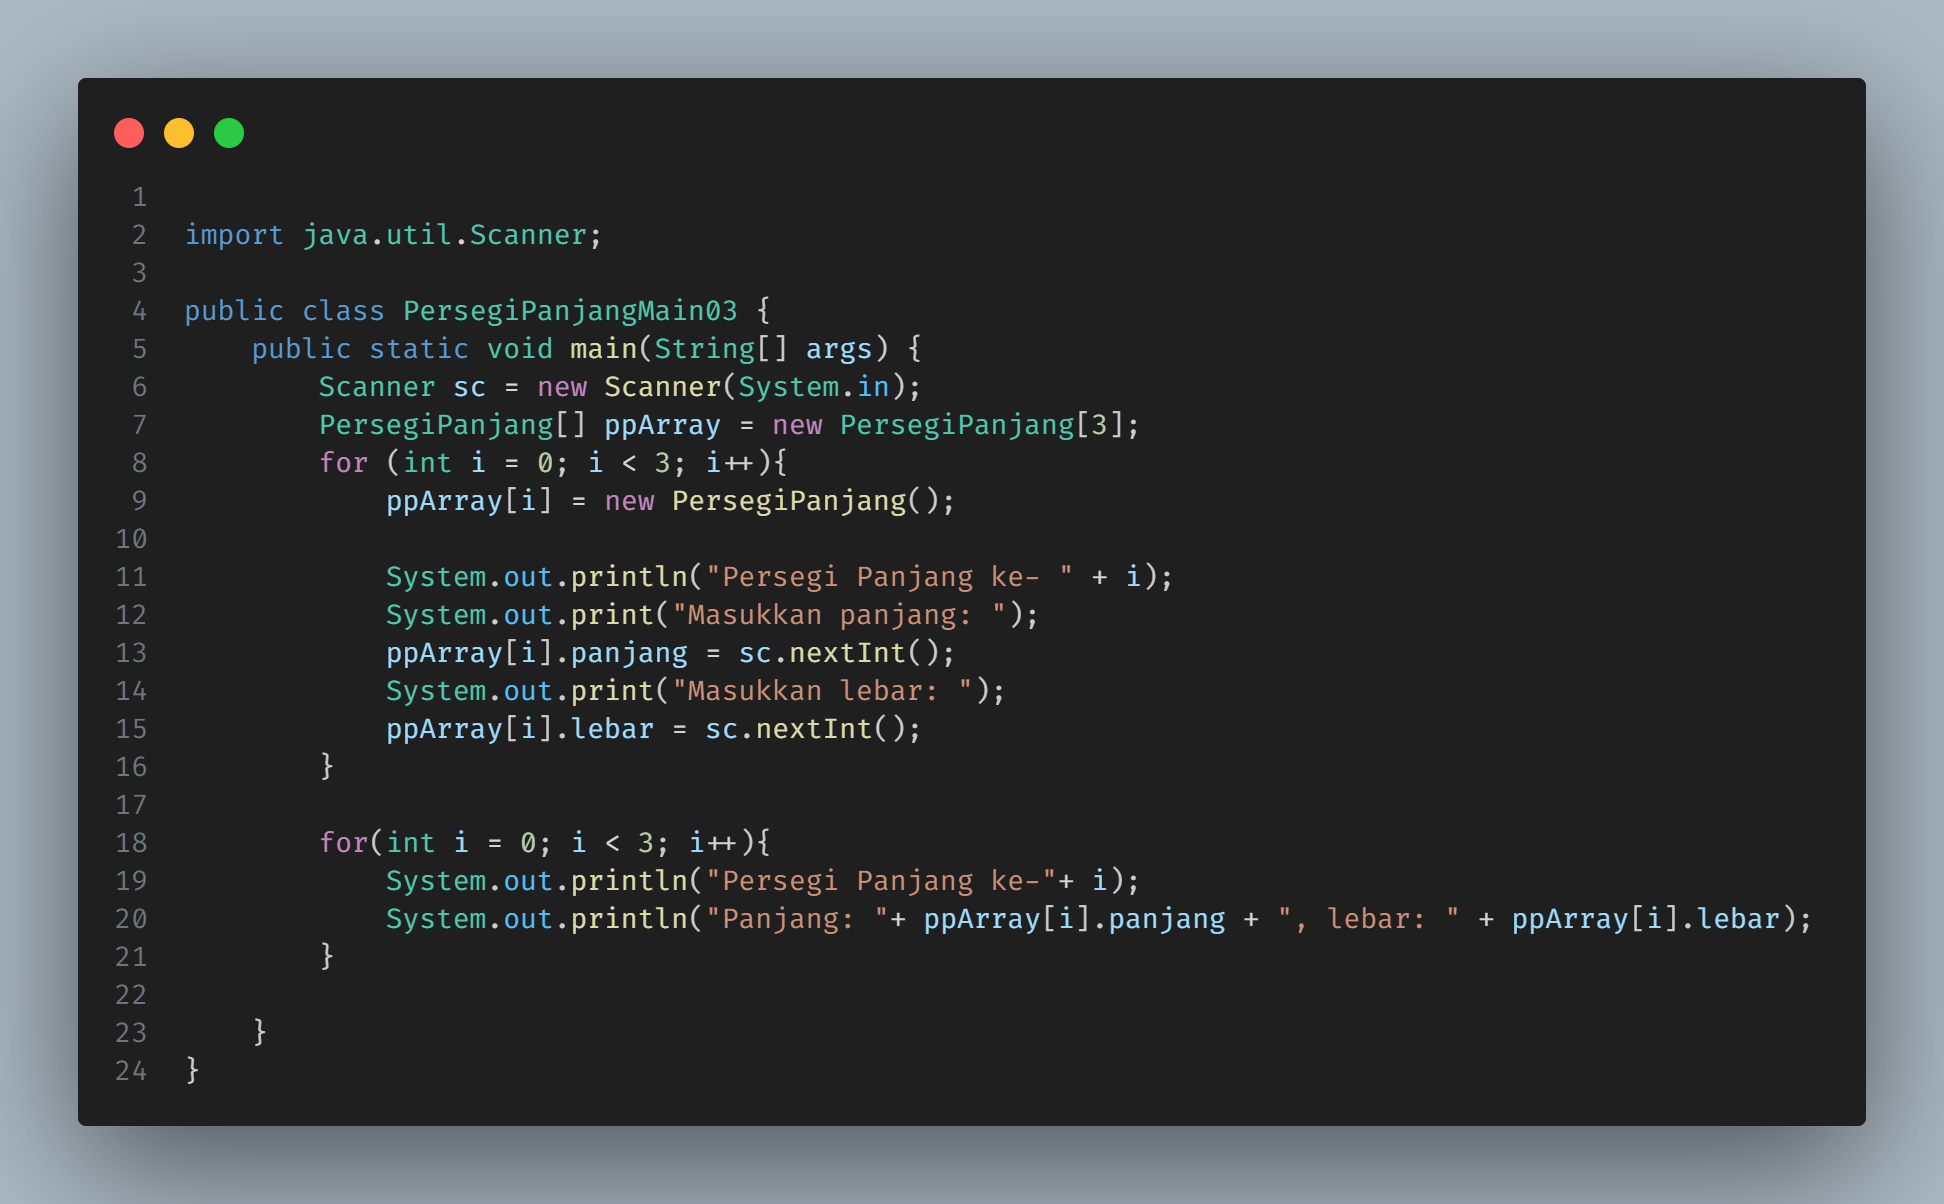 1
2 import java.util.Scanner;
3
4 public class PersegiPanjangMain03 {
5     public static void main(String[] args) {
6         Scanner sc = new Scanner(System.in);
7         PersegiPanjang[] ppArray = new PersegiPanjang[3];
8         for (int i = 0; i < 3; i++){
9             ppArray[i] = new PersegiPanjang();
10
11             System.out.println("Persegi Panjang ke- " + i);
12             System.out.print("Masukkan panjang: ");
13             ppArray[i].panjang = sc.nextInt();
14             System.out.print("Masukkan lebar: ");
15             ppArray[i].lebar = sc.nextInt();
16         }
17
18         for(int i = 0; i < 3; i++){
19             System.out.println("Persegi Panjang ke-"+ i);
20             System.out.println("Panjang: "+ ppArray[i].panjang + ", lebar: " + ppArray[i].lebar);
21         }
22
23     }
24 }